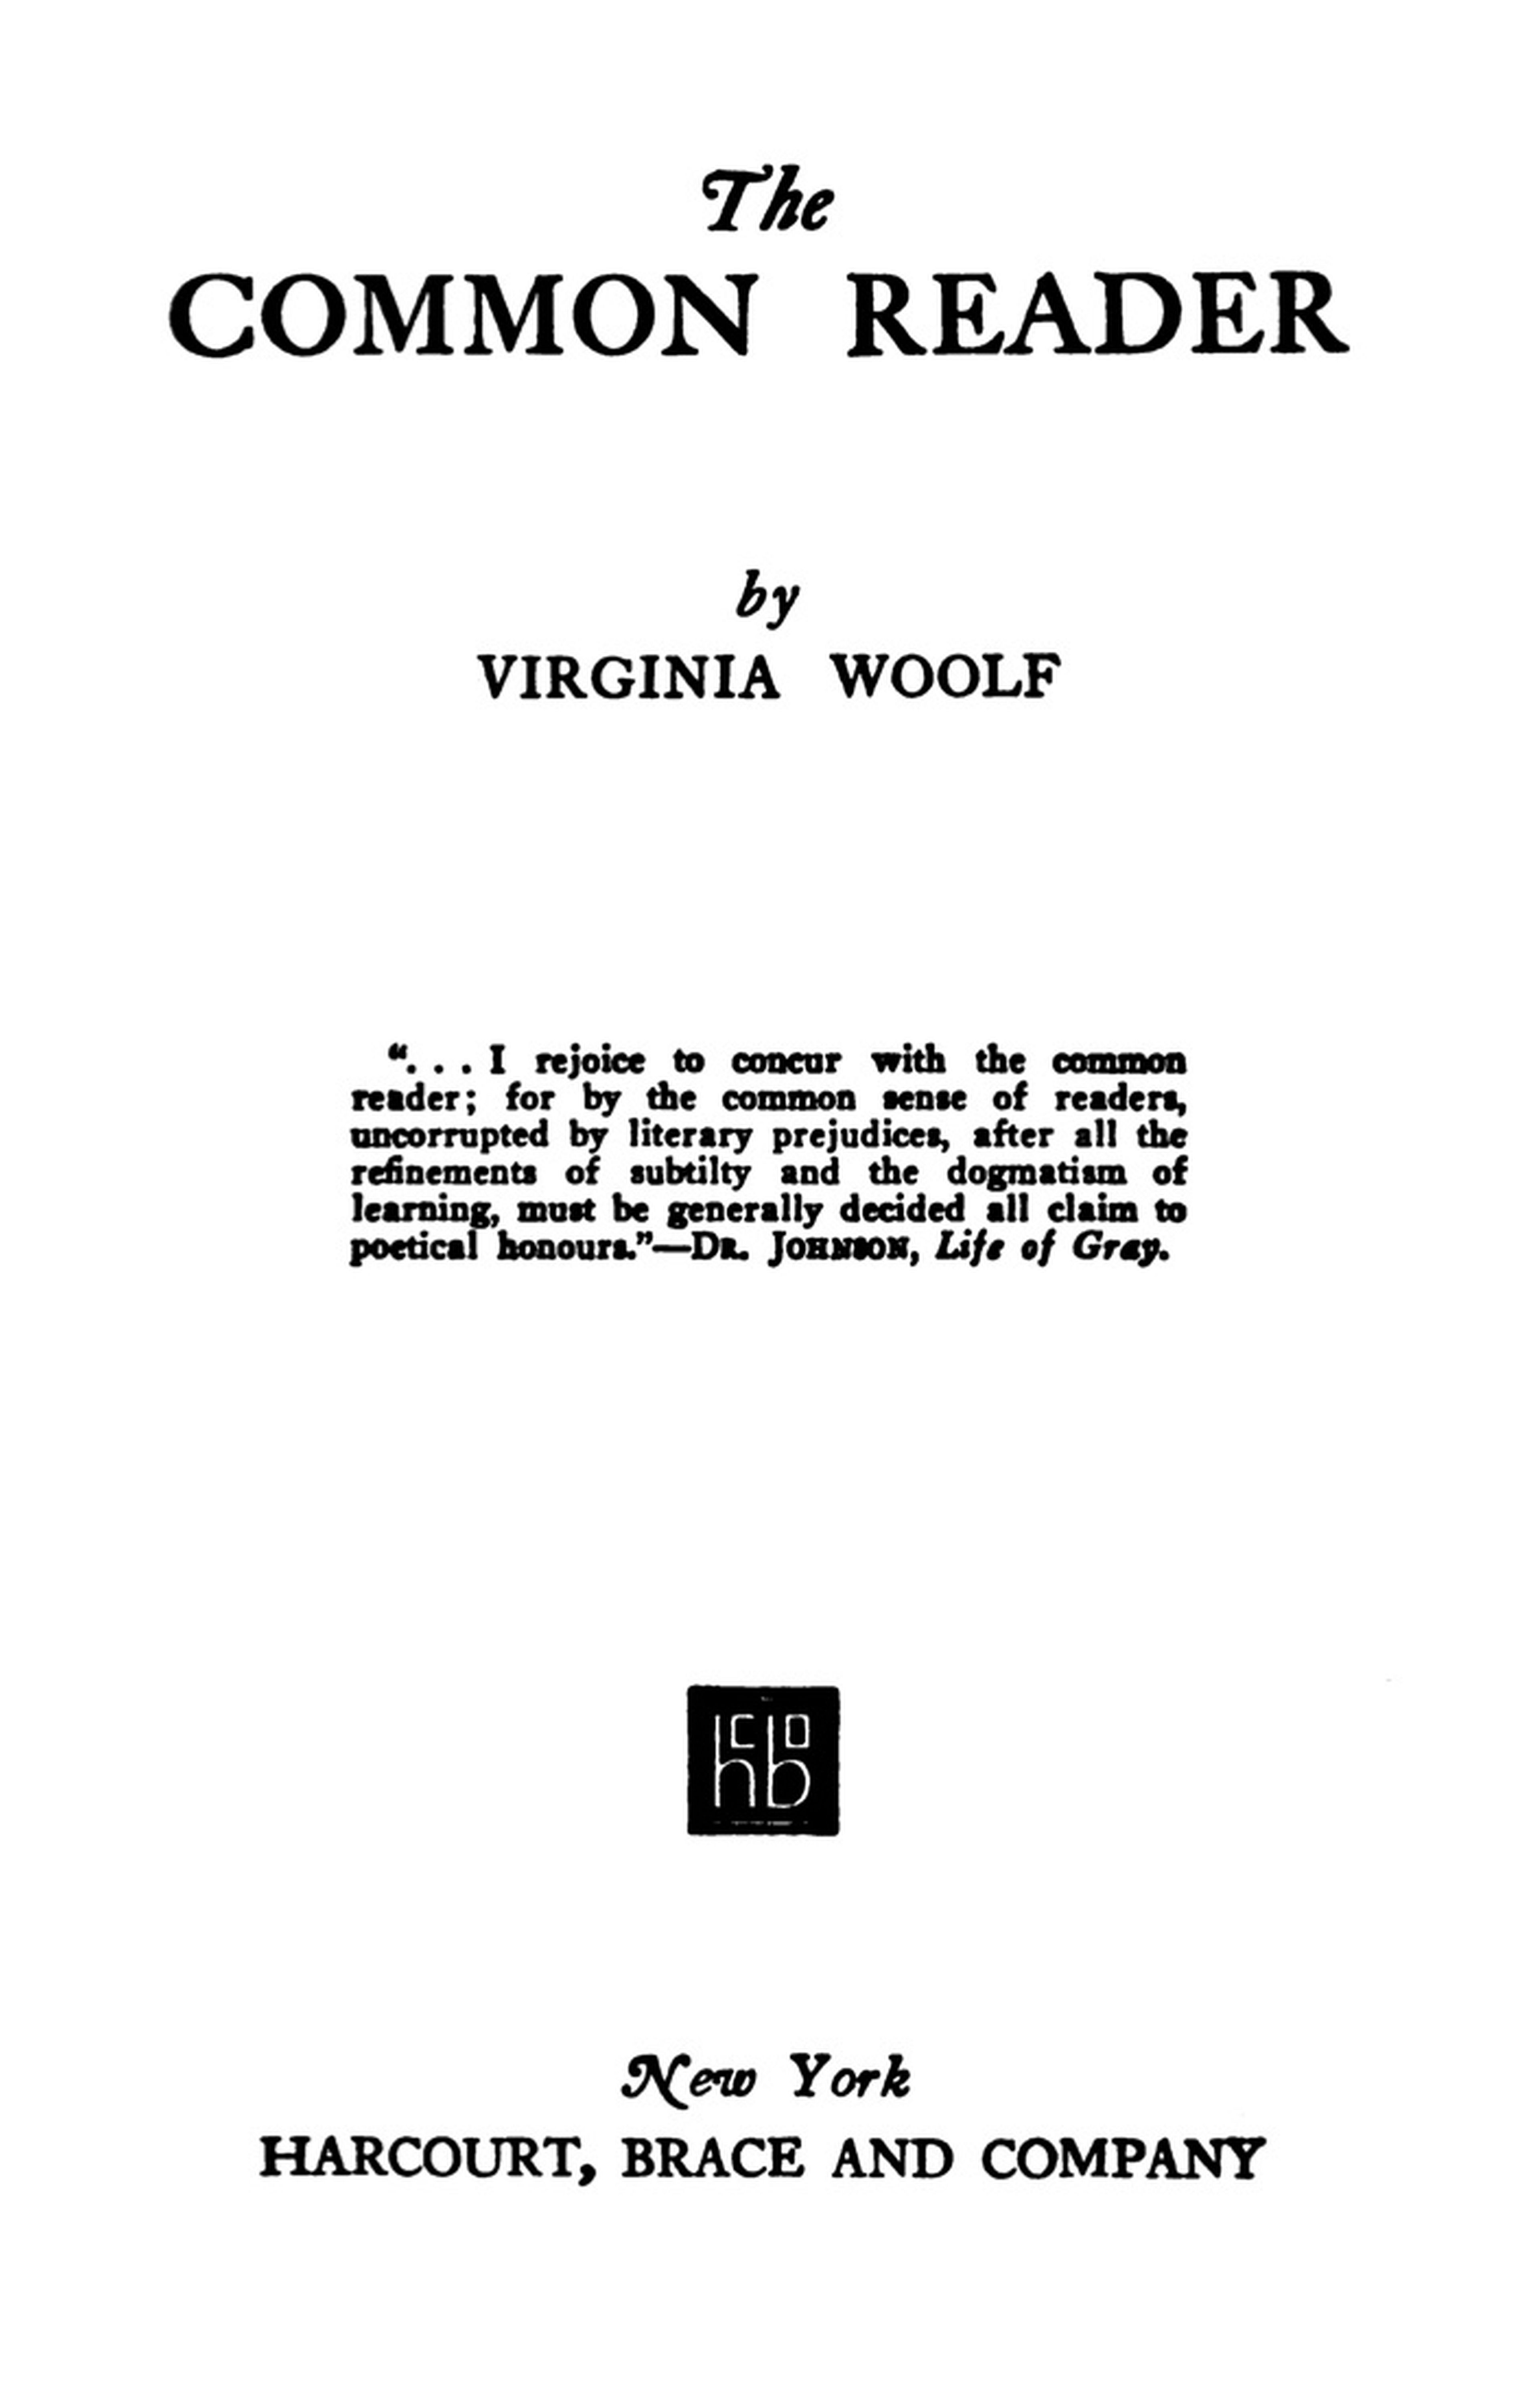 The
COMMON READER
by
VIRGINIA WOOLF
“. . . I rejoice to concur with the common
reader; for by the common sense of readers,
uncorrupted by literary prejudices, after all the
refinements of subtilty and the dogmatism of
learning, must be generally decided all claim to
poetical honours.”—DR. JOHNSON, Life of Gray.
hcbo
New York
HARCOURT, BRACE AND COMPANY